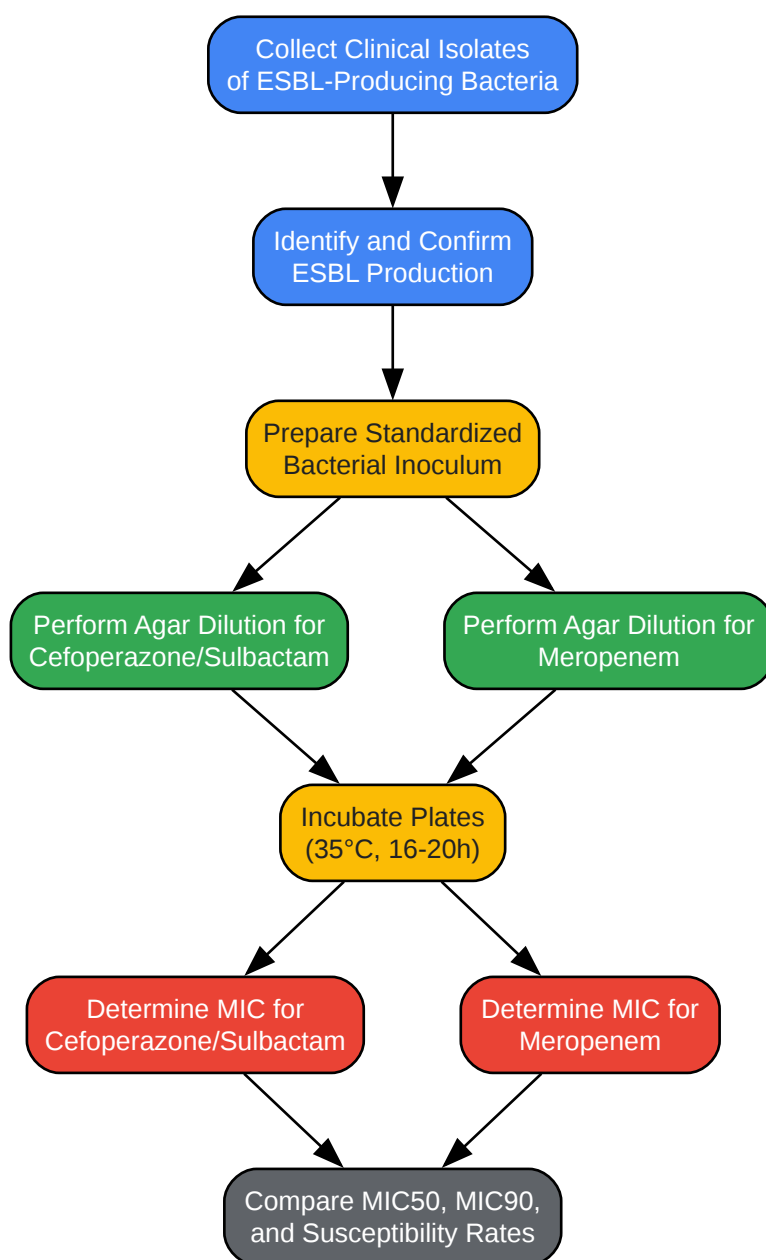 Collect Clinical Isolates
of ESBL-Producing Bacteria
Identify and Confirm
ESBL Production
Prepare Standardized
Bacterial Inoculum
Perform Agar Dilution for
Cefoperazone/Sulbactam
Perform Agar Dilution for
Meropenem
Incubate Plates
(35°C, 16-20h)
Determine MIC for
Cefoperazone/Sulbactam
Determine MIC for
Meropenem
Compare MIC50, MIC90,
and Susceptibility Rates